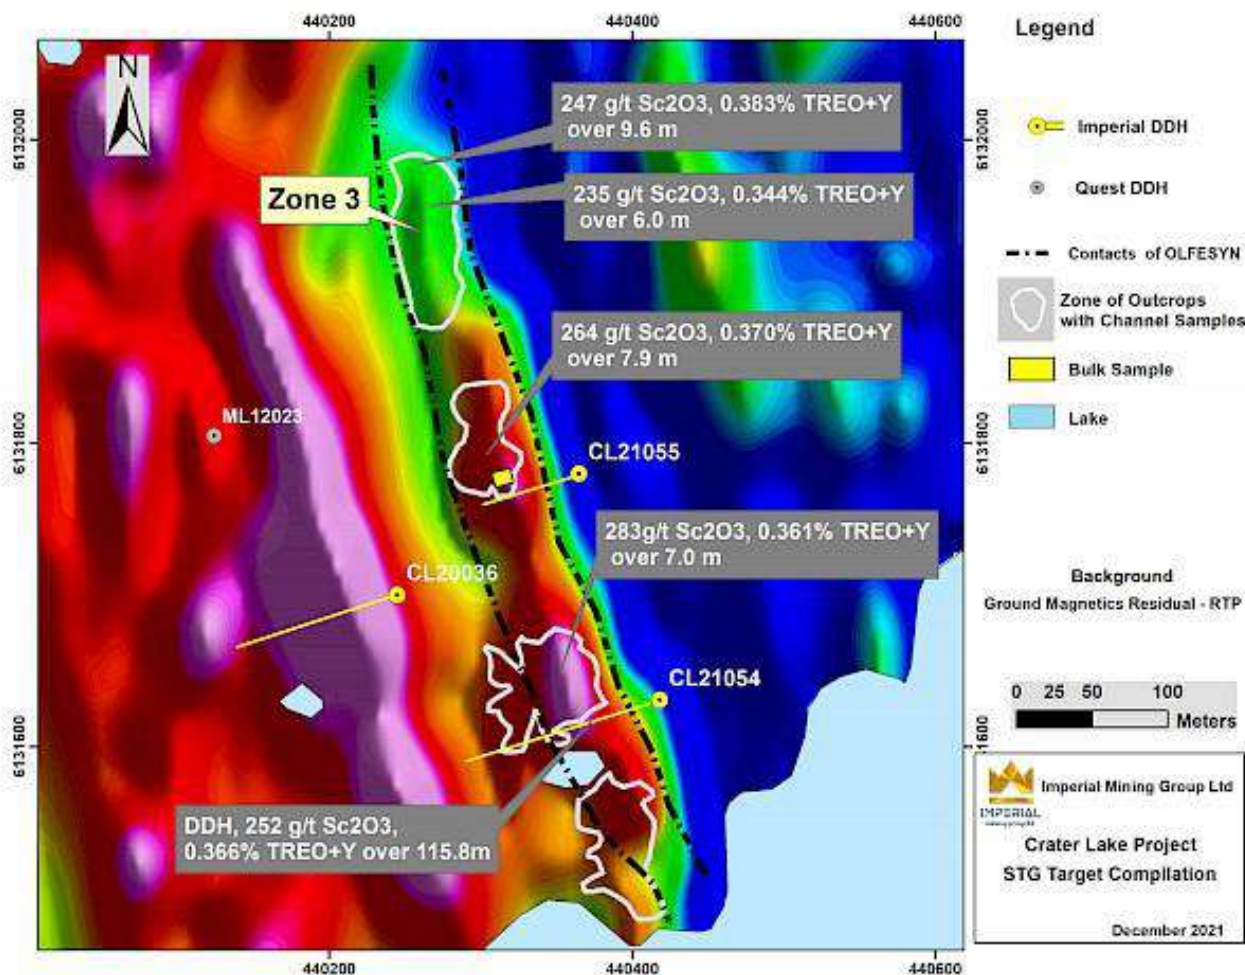 440200
440400
440600
N
6132000
6131800
6131600
247 g/t Sc2O3, 0.383% TREO+Y
over 9.6 m
235 g/t Sc2O3, 0.344% TREO+Y
over 6.0 m
Zone 3
264 g/t Sc2O3, 0.370% TREO+Y
over 7.9 m
ML12023
CL21055
283g/t Sc2O3, 0.361% TREO+Y
over 7.0 m
CL20036
CL21054
DDH, 252 g/t Sc2O3,
0.366% TREO+Y over 115.8m
6132000
6131800
31600
440200
440400
440600
Legend
Imperial DDH
Quest DDH
Contacts of OLFESYN
Zone of Outcrops
with Channel Samples
Bulk Sample
Lake
Background
Ground Magnetics Residual - RTP
0 25 50 100
Meters
IMPERIAL
Imperial Mining Group Ltd
Crater Lake Project
STG Target Compilation
December 2021